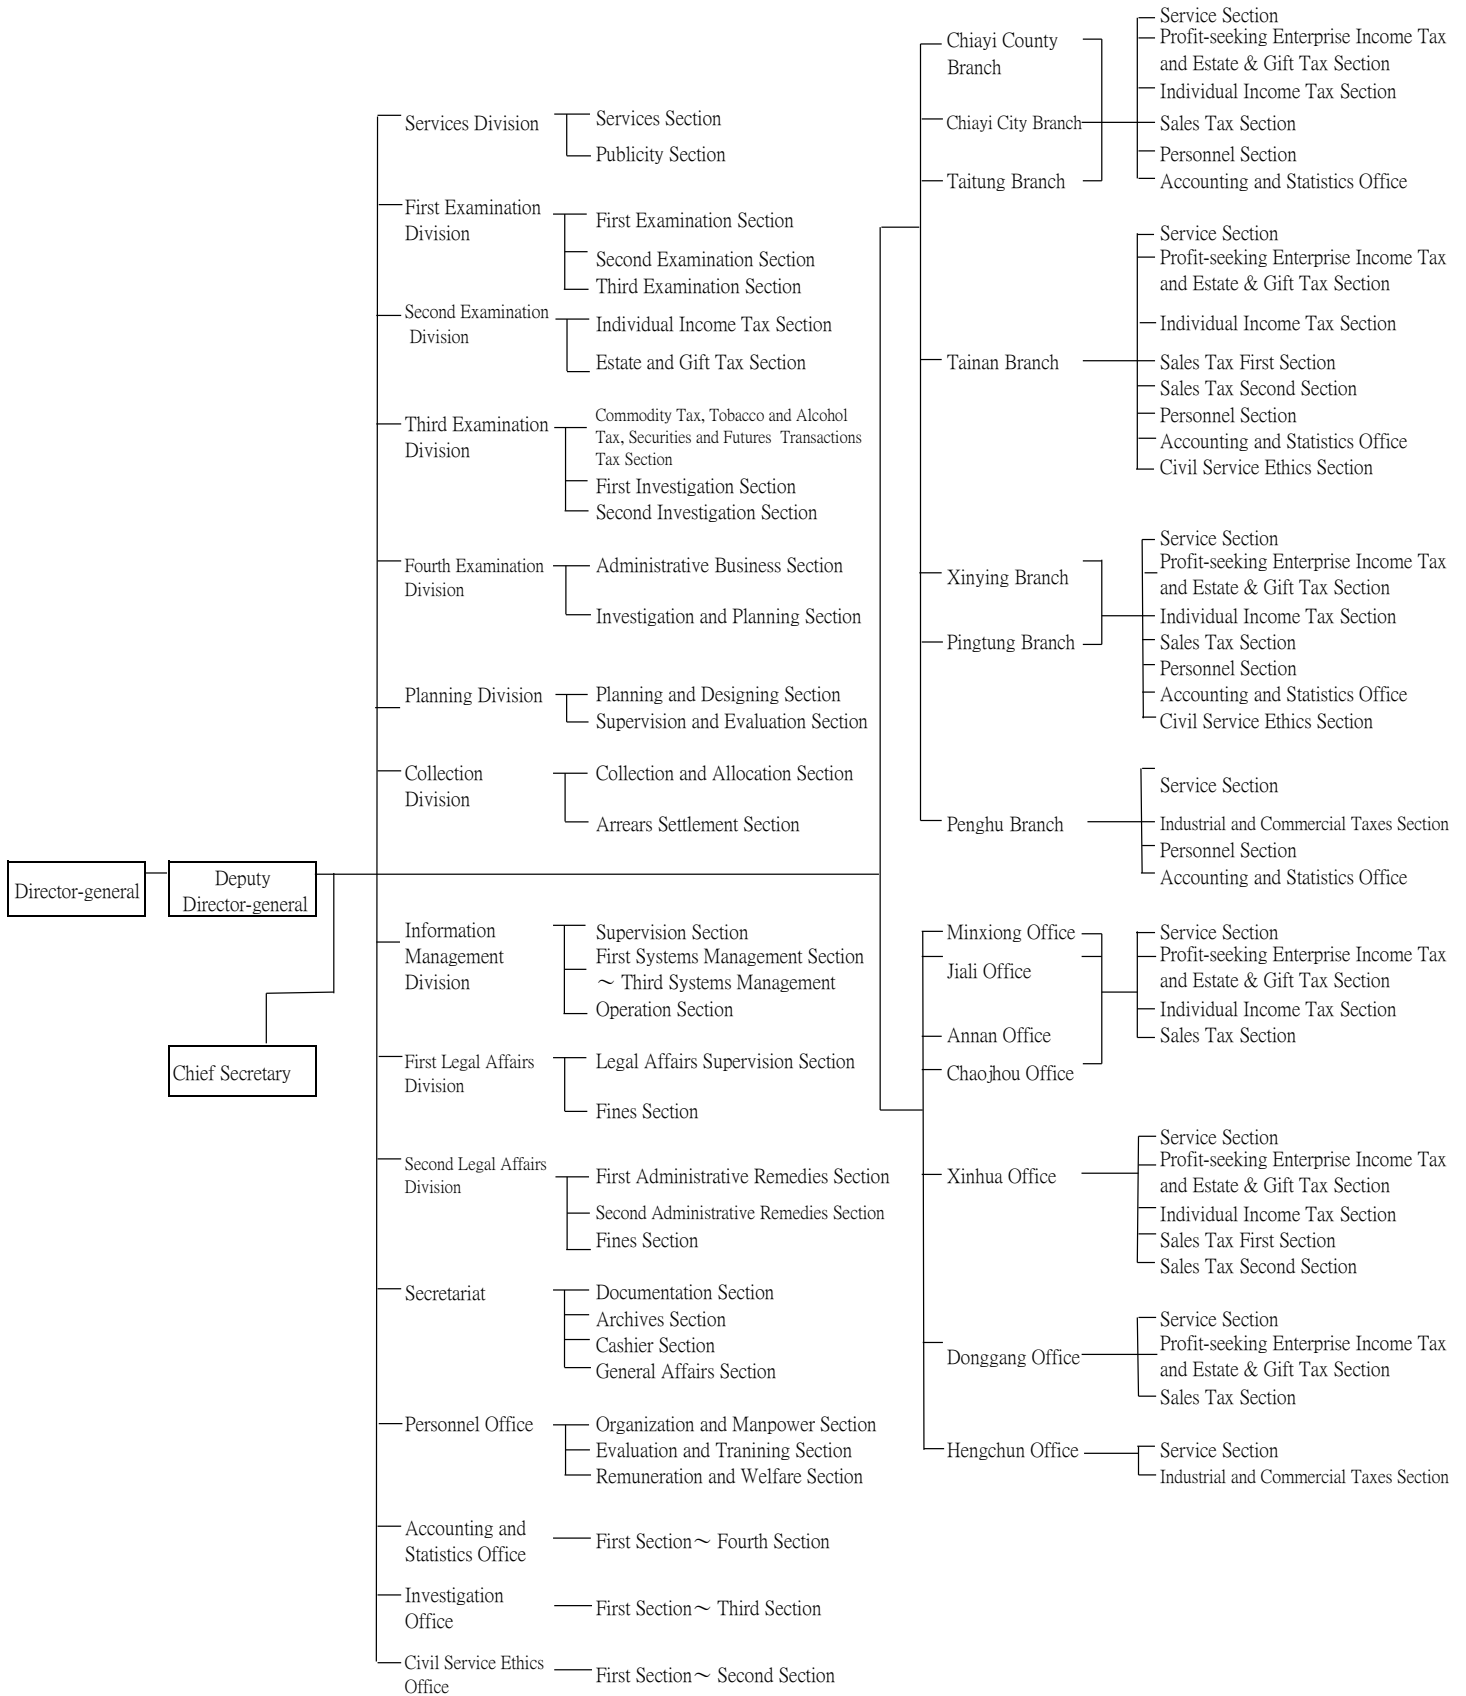 Director-general
Deputy
Director-general
Chief Secretary
Services Division
Services Section
Publicity Section
First Examination
Division
First Examination Section
Second Examination Section
Third Examination Section
Second Examination
Division
Individual Income Tax Section
Estate and Gift Tax Section
Third Examination
Division
Commodity Tax, Tobacco and Alcohol
Tax, Securities and Futures Transactions
Tax Section
First Investigation Section
Second Investigation Section
Fourth Examination
Division
Administrative Business Section
Investigation and Planning Section
Planning Division
Planning and Designing Section
Supervision and Evaluation Section
Collection
Division
Collection and Allocation Section
Arrears Settlement Section
Information
Management
Division
Supervision Section
First Systems Management Section
～ Third Systems Management
Operation Section
First Legal Affairs
Division
Legal Affairs Supervision Section
Fines Section
Second Legal Affairs
Division
First Administrative Remedies Section
Second Administrative Remedies Section
Fines Section
Secretariat
Documentation Section
Archives Section
Cashier Section
General Affairs Section
Personnel Office
Organization and Manpower Section
Evaluation and Tranining Section
Remuneration and Welfare Section
Accounting and
Statistics Office
First Section～ Fourth Section
Investigation
Office
First Section～ Third Section
Civil Service Ethics
Office
First Section～ Second Section
Chiayi County
Branch
Chiayi City Branch
Taitung Branch
Service Section
Profit-seeking Enterprise Income Tax
and Estate & Gift Tax Section
Individual Income Tax Section
Sales Tax Section
Personnel Section
Accounting and Statistics Office
Tainan Branch
Service Section
Profit-seeking Enterprise Income Tax
and Estate & Gift Tax Section
Individual Income Tax Section
Sales Tax First Section
Sales Tax Second Section
Personnel Section
Accounting and Statistics Office
Civil Service Ethics Section
Xinying Branch
Pingtung Branch
Service Section
Profit-seeking Enterprise Income Tax
and Estate & Gift Tax Section
Individual Income Tax Section
Sales Tax Section
Personnel Section
Accounting and Statistics Office
Civil Service Ethics Section
Penghu Branch
Service Section
Industrial and Commercial Taxes Section
Personnel Section
Accounting and Statistics Office
Minxiong Office
Jiali Office
Annan Office
Chaojhou Office
Service Section
Profit-seeking Enterprise Income Tax
and Estate & Gift Tax Section
Individual Income Tax Section
Sales Tax Section
Xinhua Office
Service Section
Profit-seeking Enterprise Income Tax
and Estate & Gift Tax Section
Individual Income Tax Section
Sales Tax First Section
Sales Tax Second Section
Donggang Office
Service Section
Profit-seeking Enterprise Income Tax
and Estate & Gift Tax Section
Sales Tax Section
Hengchun Office
Service Section
Industrial and Commercial Taxes Section